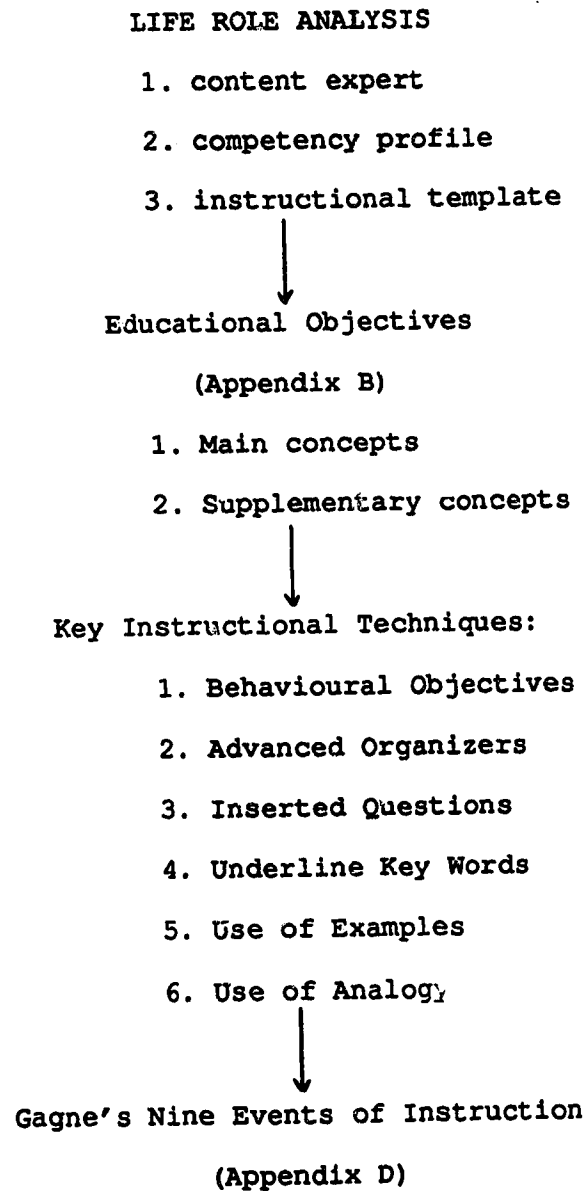 LIFE ROLE ANALYSIS
1. content expert
2. competency profile
3. instructional template
Educational Objectives
(Appendix B)
1. Main concepts
2. Supplementary concepts
Key Instructional Techniques:
1. Behavioural Objectives
2. Advanced Organizers
3. Inserted Questions
4. Underline Key Words
5. Use of Examples
6. Use of Analogy
Gagne's Nine Events of Instruction
(Appendix D)